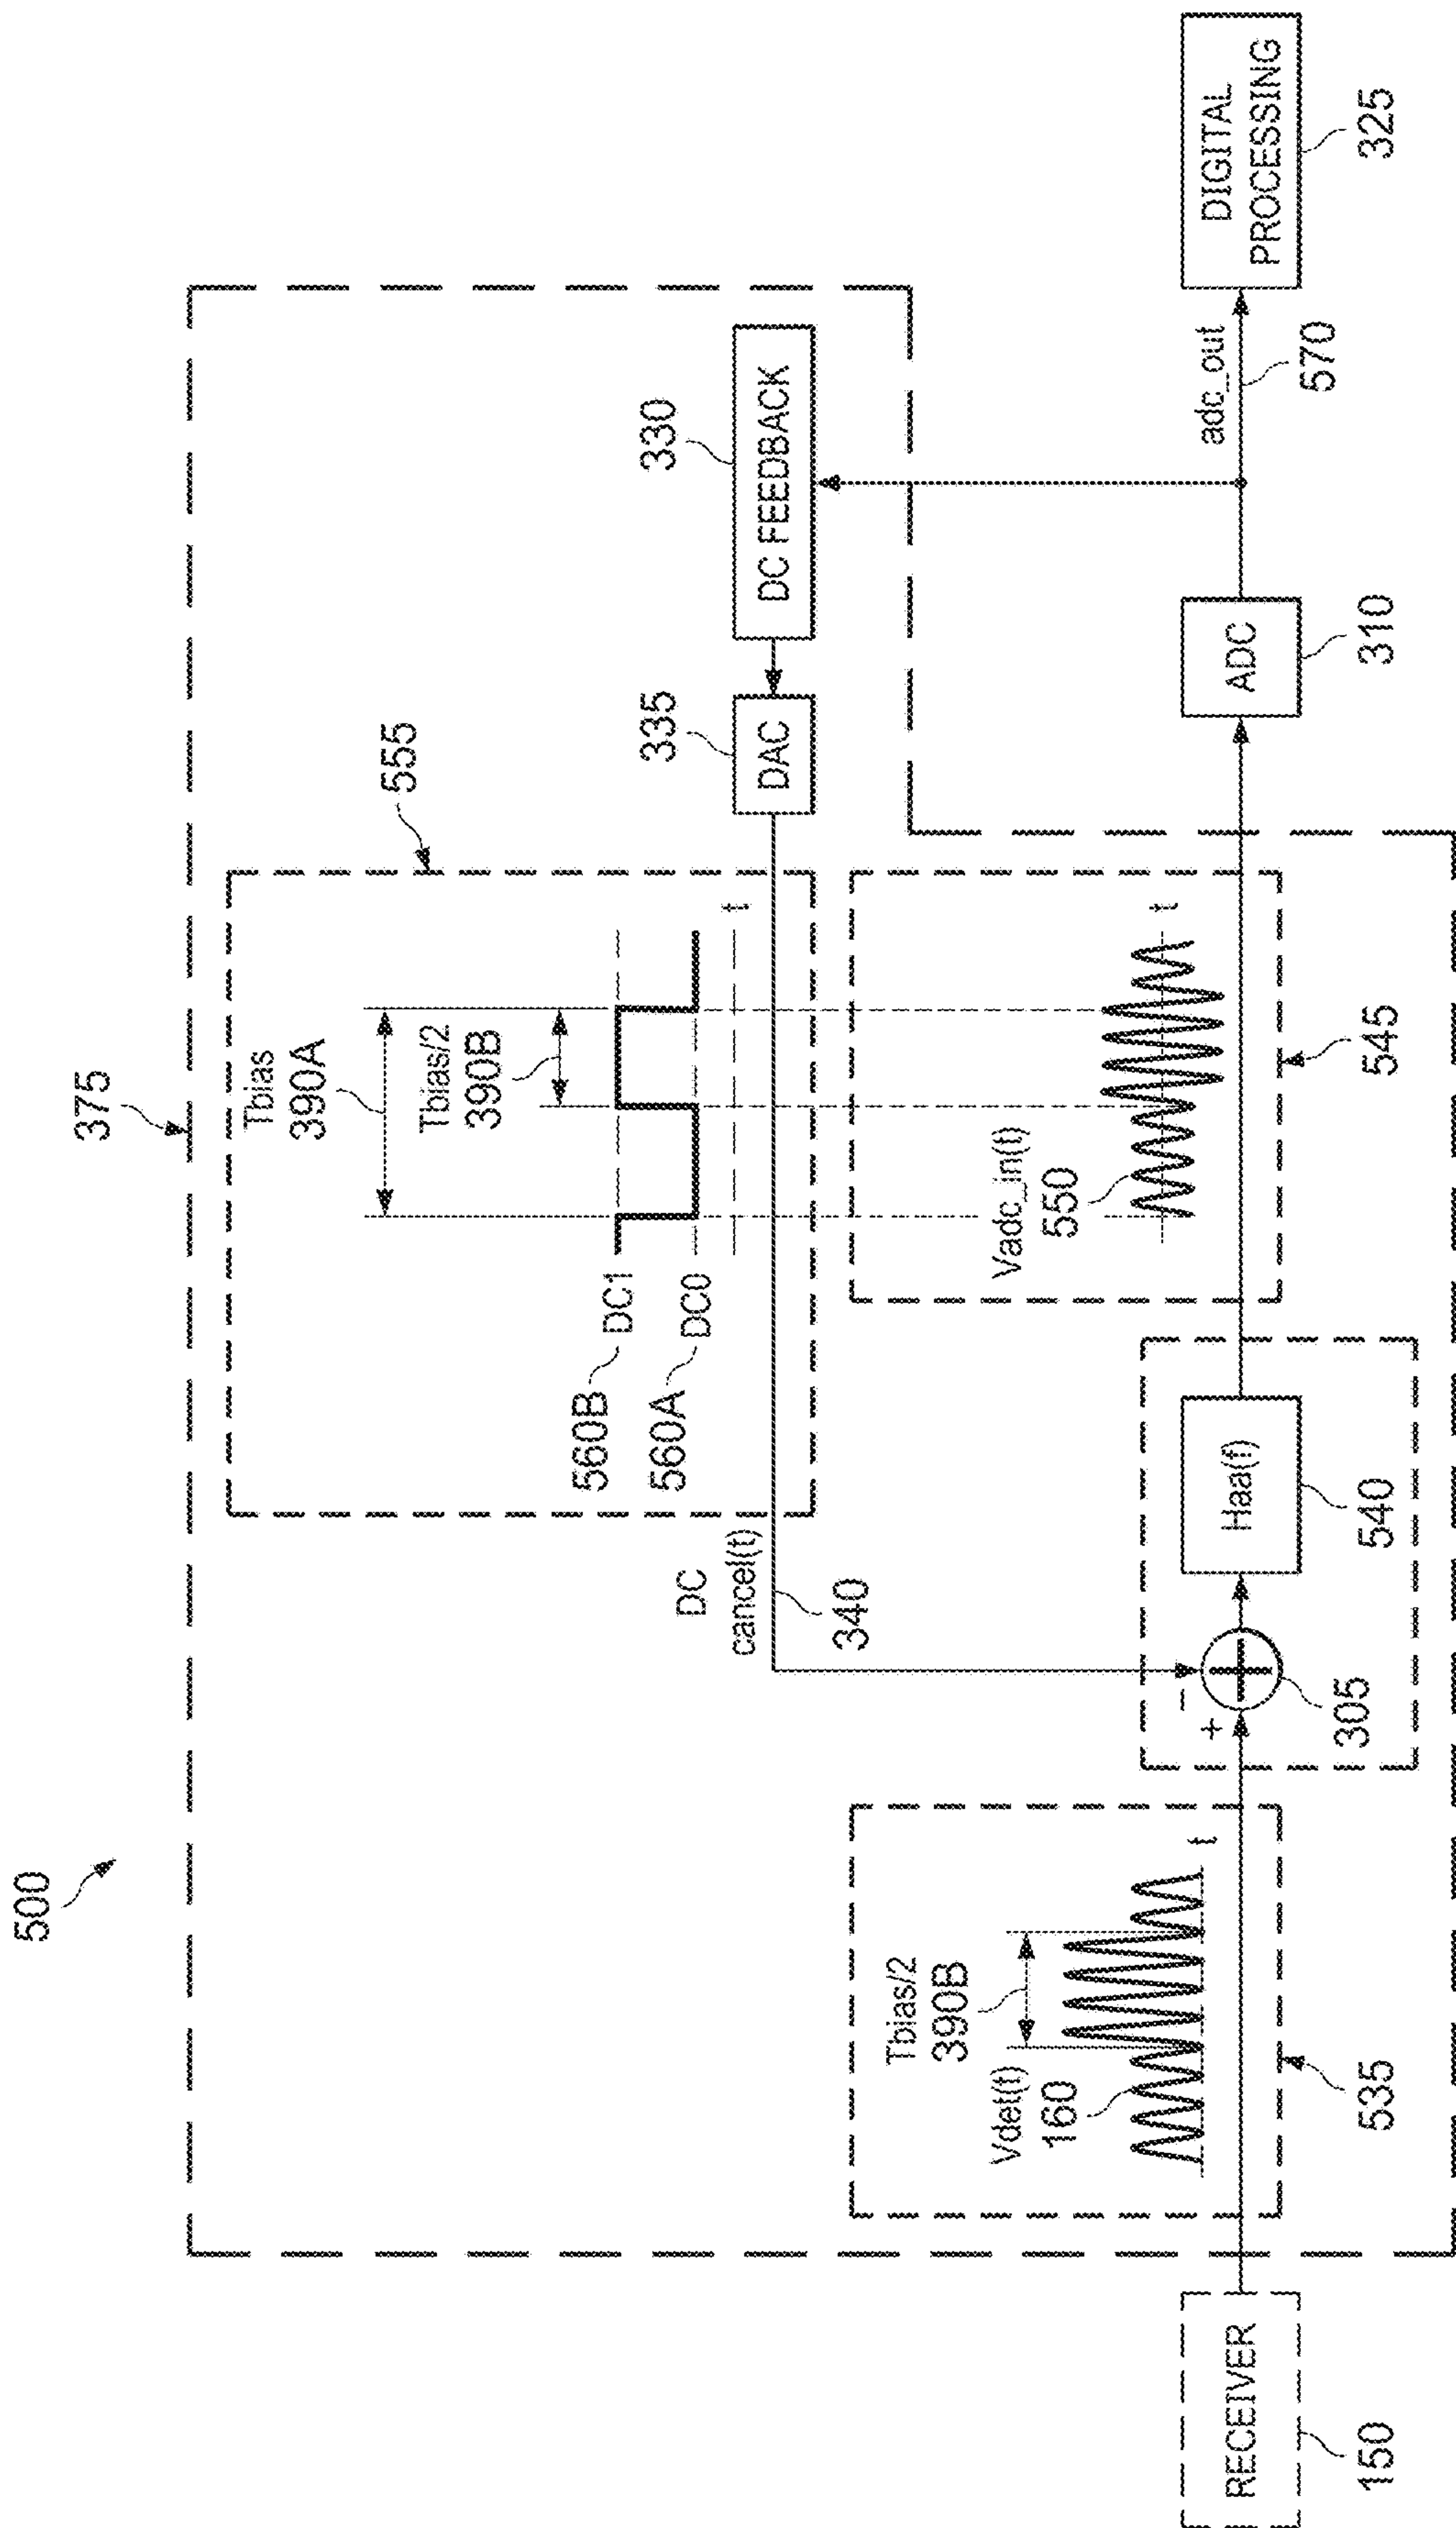 500
375
555
Tbias
390A
Tbias/2
390B
560B
DC1
560A
DC0
t
335
DAC
330
DC FEEDBACK
DC
cancel(t)
340
Tbias/2
390B
Vdet(t)
160
t
535
Vadc_in(t)
550
t
545
RECEIVER
150
+
-
305
Haa(f)
540
ADC
310
adc_out
570
DIGITAL
PROCESSING
325